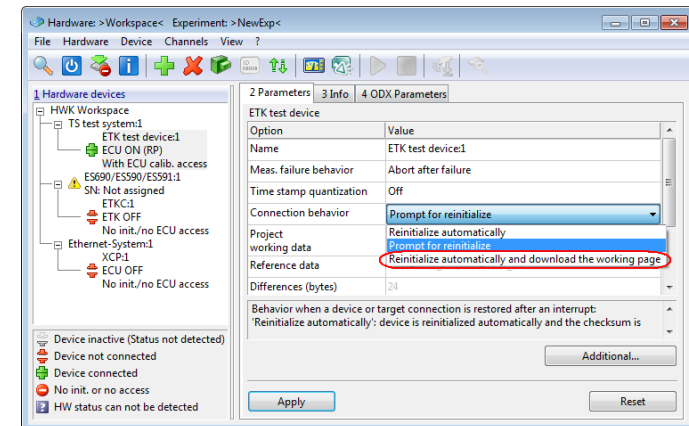 Hardware: >Workspace<   Experiment: >NewExp<
File  Hardware  Device  Channels  View  ?
1 Hardware devices
HWK Workspace
TS test system:1
ETK test device:1
ECU ON (RP)
With ECU calib. access
ES690/ES590/ES591:1
SN: Not assigned
ETKC:1
ETK OFF
No init./no ECU access
Ethernet-System:1
XCP:1
ECU OFF
No init./no ECU access
Device inactive (Status not detected)
Device not connected
Device connected
No init. or no access
HW status can not be detected
2 Parameters  3 Info  4 ODX Parameters
ETK test device
Option  Value
Name  ETK test device:1
Meas. failure behavior  Abort after failure
Time stamp quantization  Off
Connection behavior  Prompt for reinitialize
Project
working data
Reinitialize automatically
Prompt for reinitialize
Reinitialize automatically and download the working page
Reference data
Differences (bytes)  24
Behavior when a device or target connection is restored after an interrupt:
'Reinitialize automatically': device is reinitialized automatically and the checksum is
Additional...
Apply  Reset